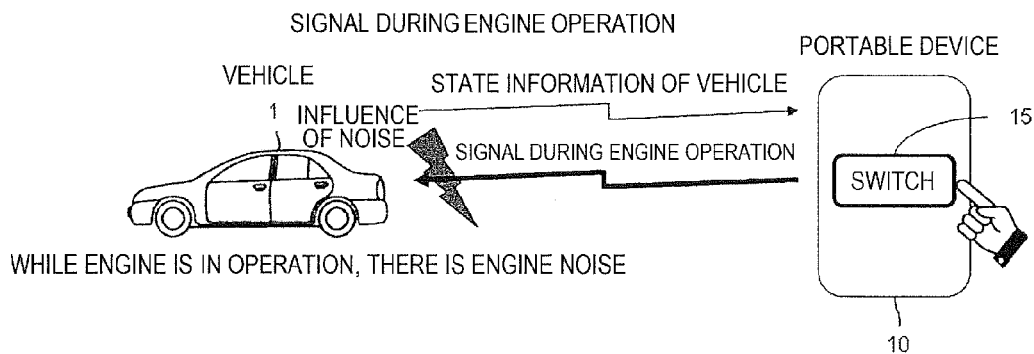 SIGNAL DURING ENGINE OPERATION
PORTABLE DEVICE
VEHICLE
STATE INFORMATION OF VEHICLE
1
INFLUENCE
OF NOISE
15
SIGNAL DURING ENGINE OPERATION
SWITCH
WHILE ENGINE IS IN OPERATION, THERE IS ENGINE NOISE
10